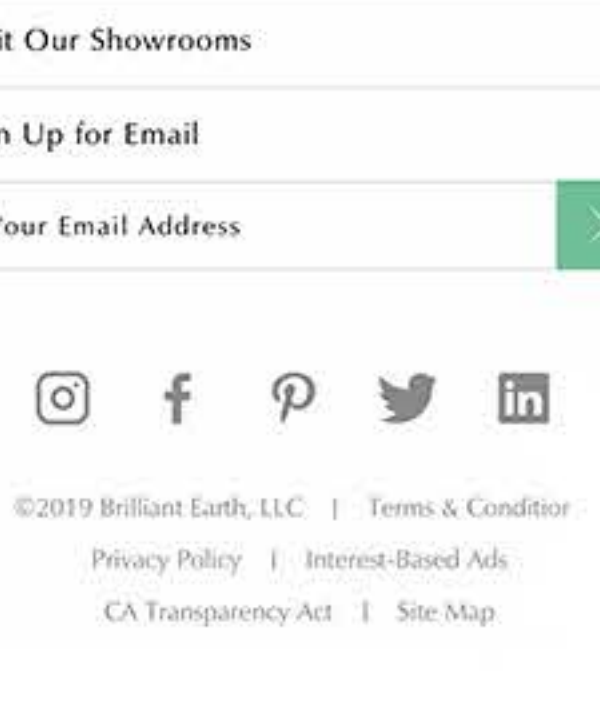 it Our Showrooms
n Up for Email
Your Email Address
©2019 Brilliant Earth, LLC | Terms & Condition
Privacy Policy | Interest-Based Ads
CA Transparency Act | Site Map